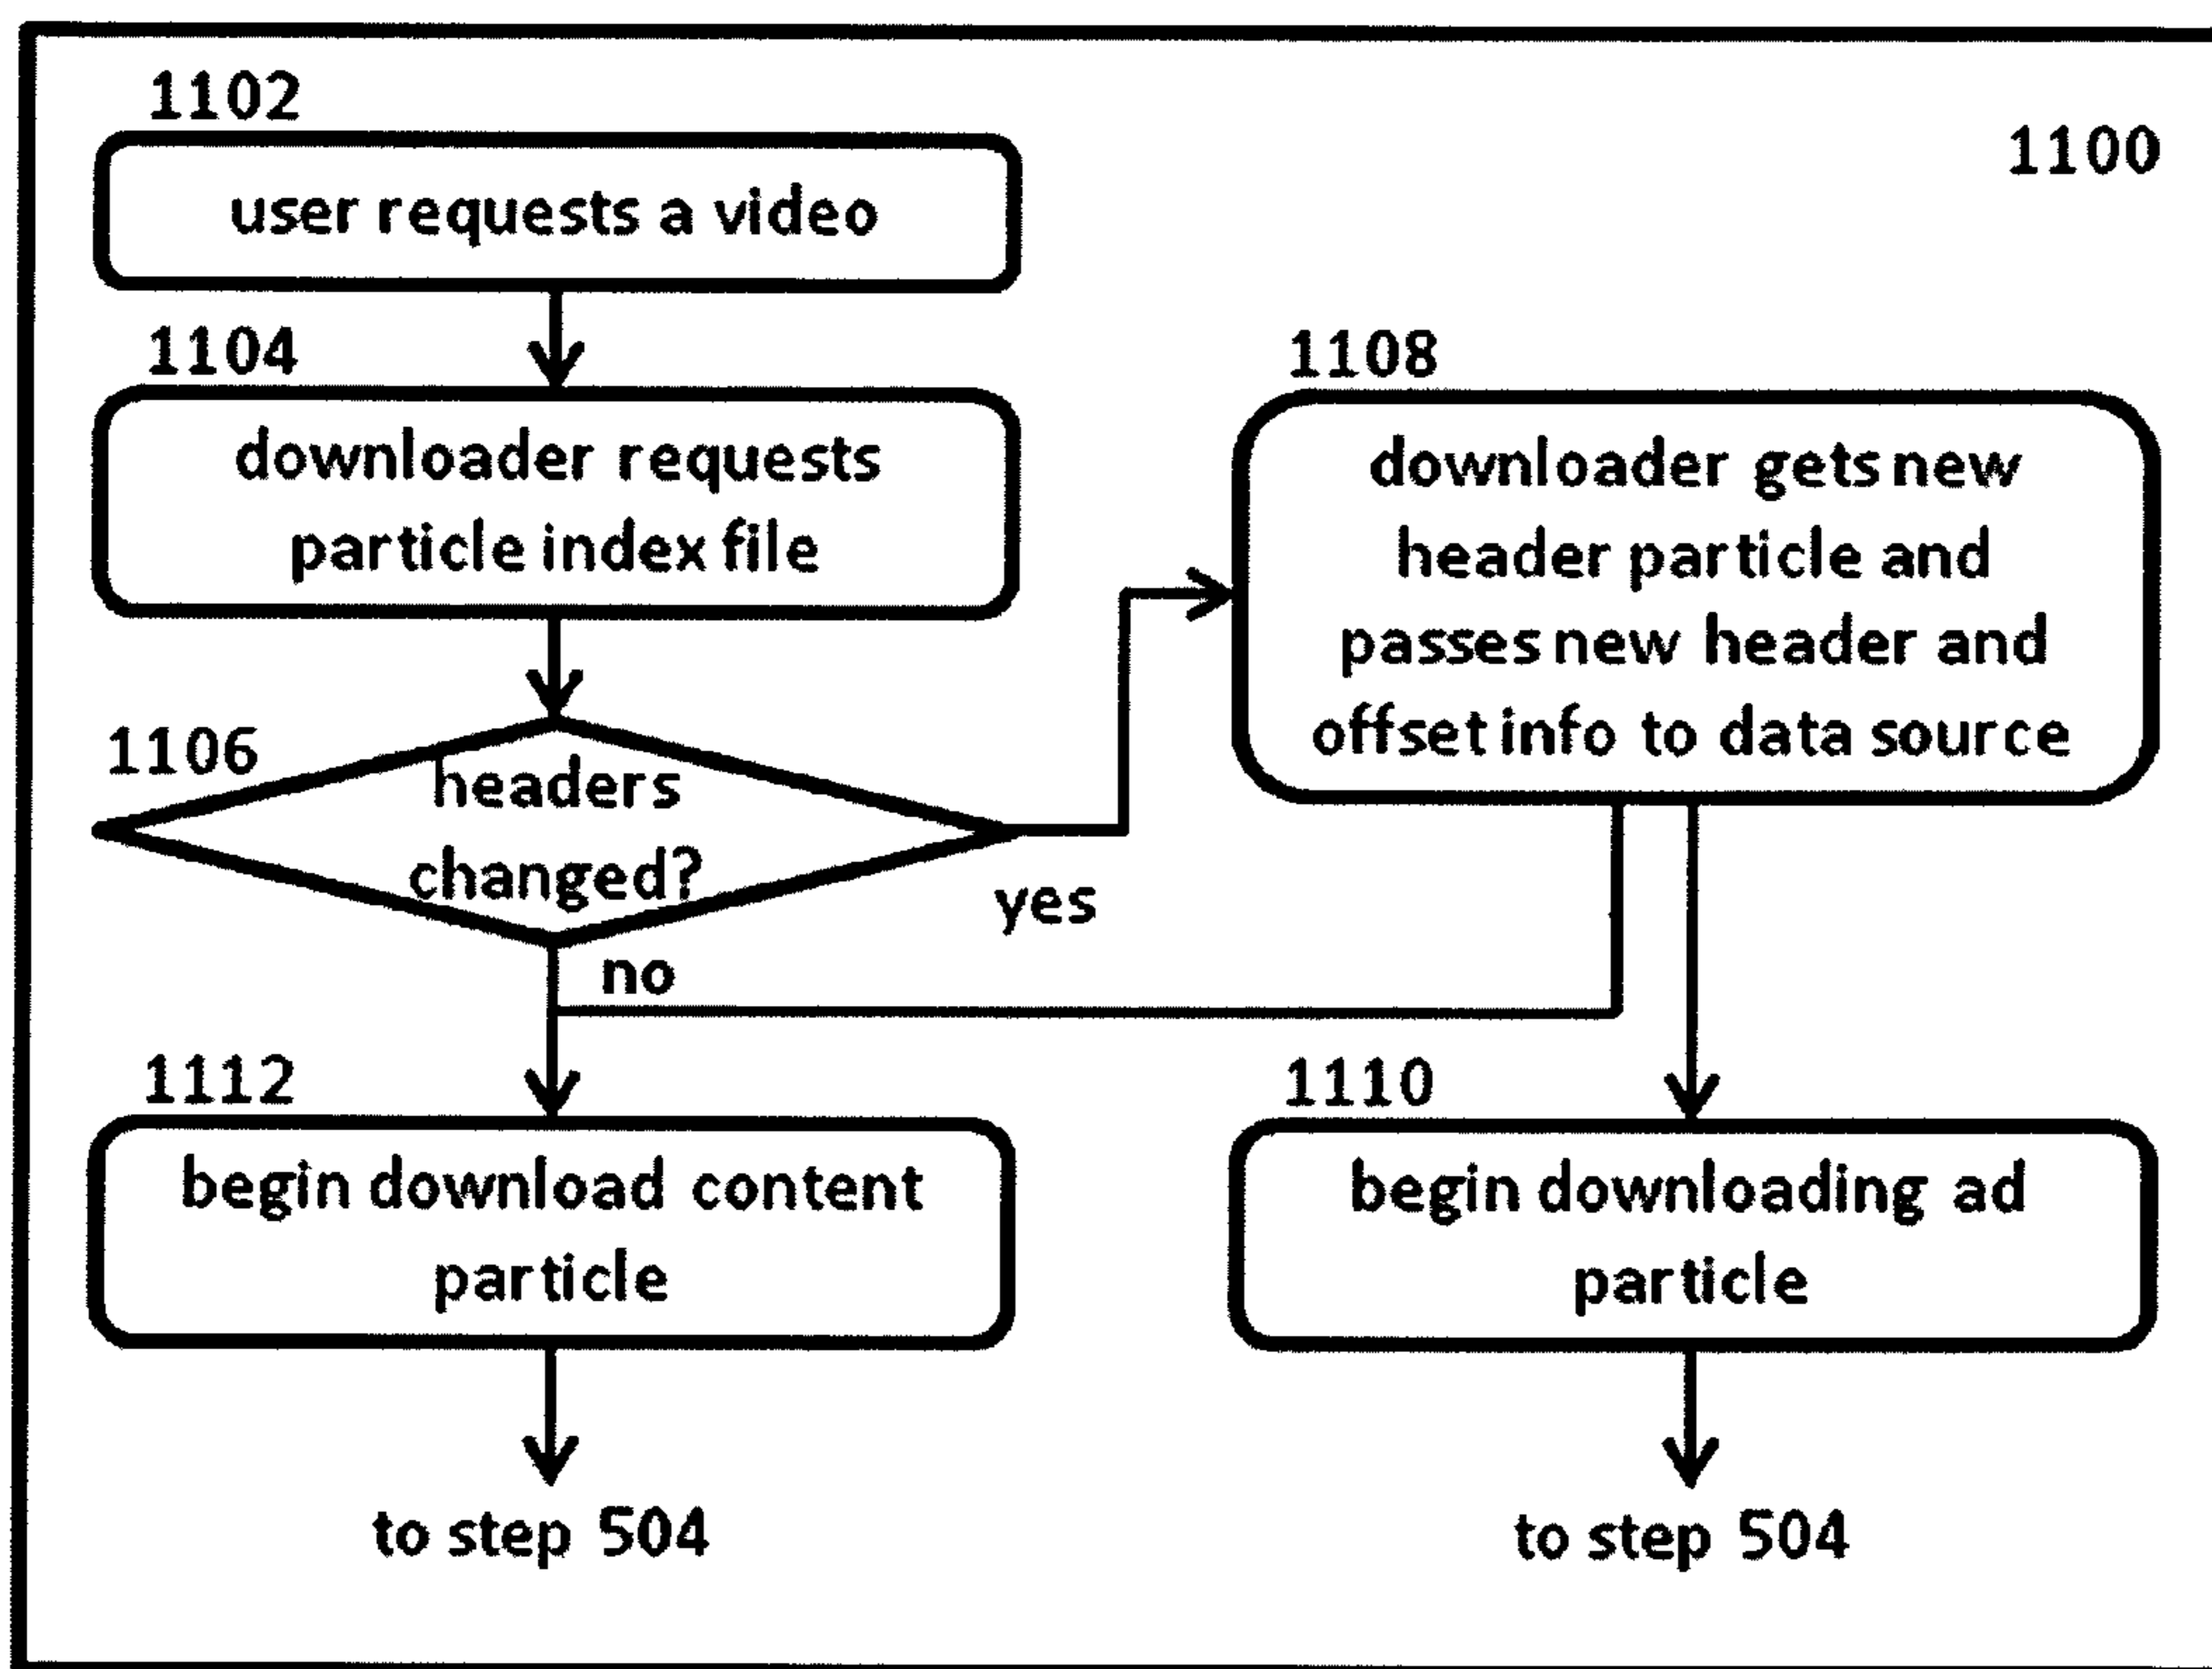 1102
1100
user requests a video
1104
downloader requests
particle index file
1108
downloader gets new
header particle and
passes new header and
offset info to data source
1106
headers
changed?
yes
no
1112
begin download content
particle
1110
begin downloading ad
particle
to step 504
to step 504